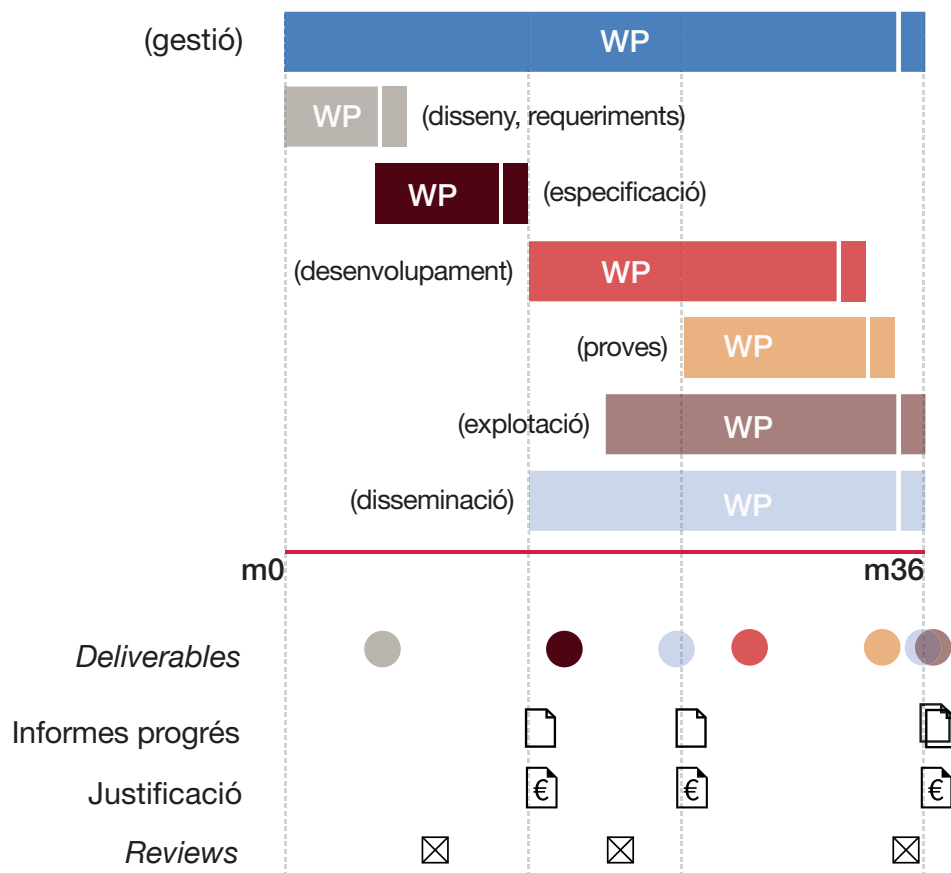 (gestió) WP
WP (disseny, requeriments)
WP (especificació)
(desenvolupament) WP
(proves) WP
(explotació) WP
(disseminació) WP
m0 m36
Deliverables
Informes progrés
Justificació € € €
Reviews